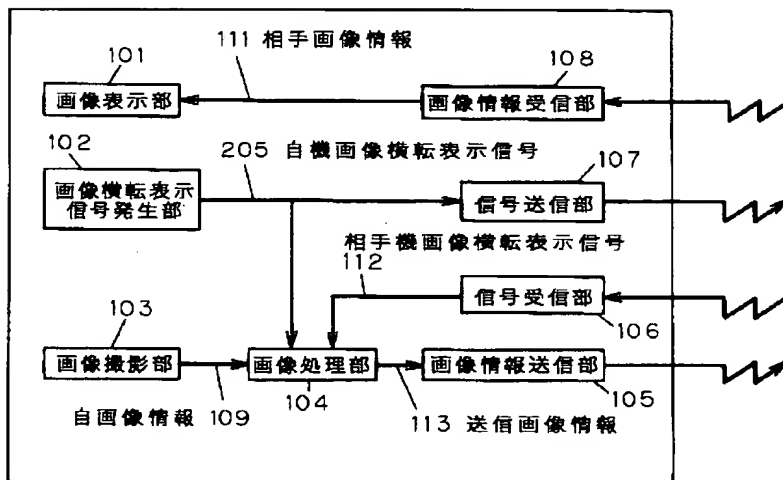 111 相手画像情報
101
108
画像表示部
画像情報受信部
102
205 自機画像横転表示信号
107
画像横転表示
信号発生部
信号送信部
相手機画像横転表示信号
112
信号受信部
106
103
画像撮影部
画像処理部
画像情報送信部
104
105
自画像情報 109
113 送信画像情報